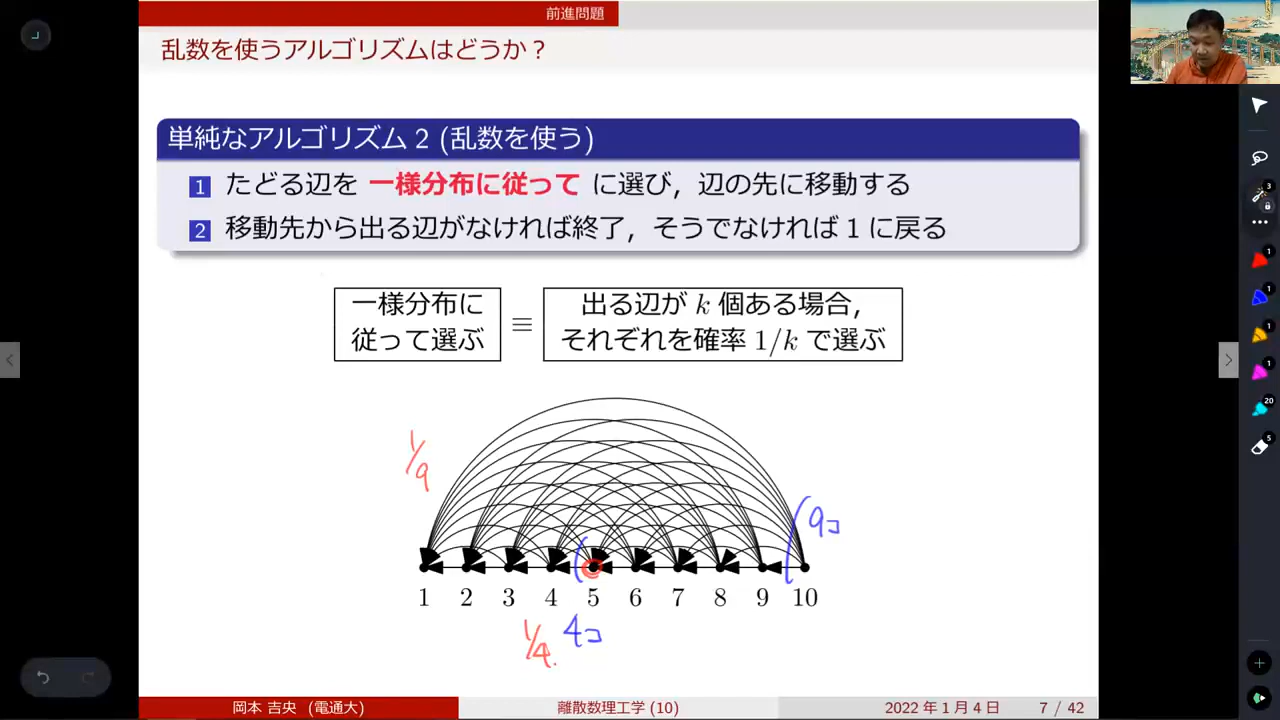 前進問題
乱数を使うアルゴリズムはどうか？
単純なアルゴリズム 2 (乱数を使う)
1 たどる辺を 一様分布に従って に選び，辺の先に移動する
2 移動先から出る辺がなければ終了，そうでなければ 1 に戻る
一様分布に
従って選ぶ
≡
出る辺が k 個ある場合，
それぞれを確率 1/k で選ぶ
1/9
9コ
1 2 3 4 5 6 7 8 9 10
1/4. 4コ
岡本 吉央 (電通大) 離散数理工学 (10) 2022 年 1 月 4 日 7 / 42
3
1
1
1
1
20
5